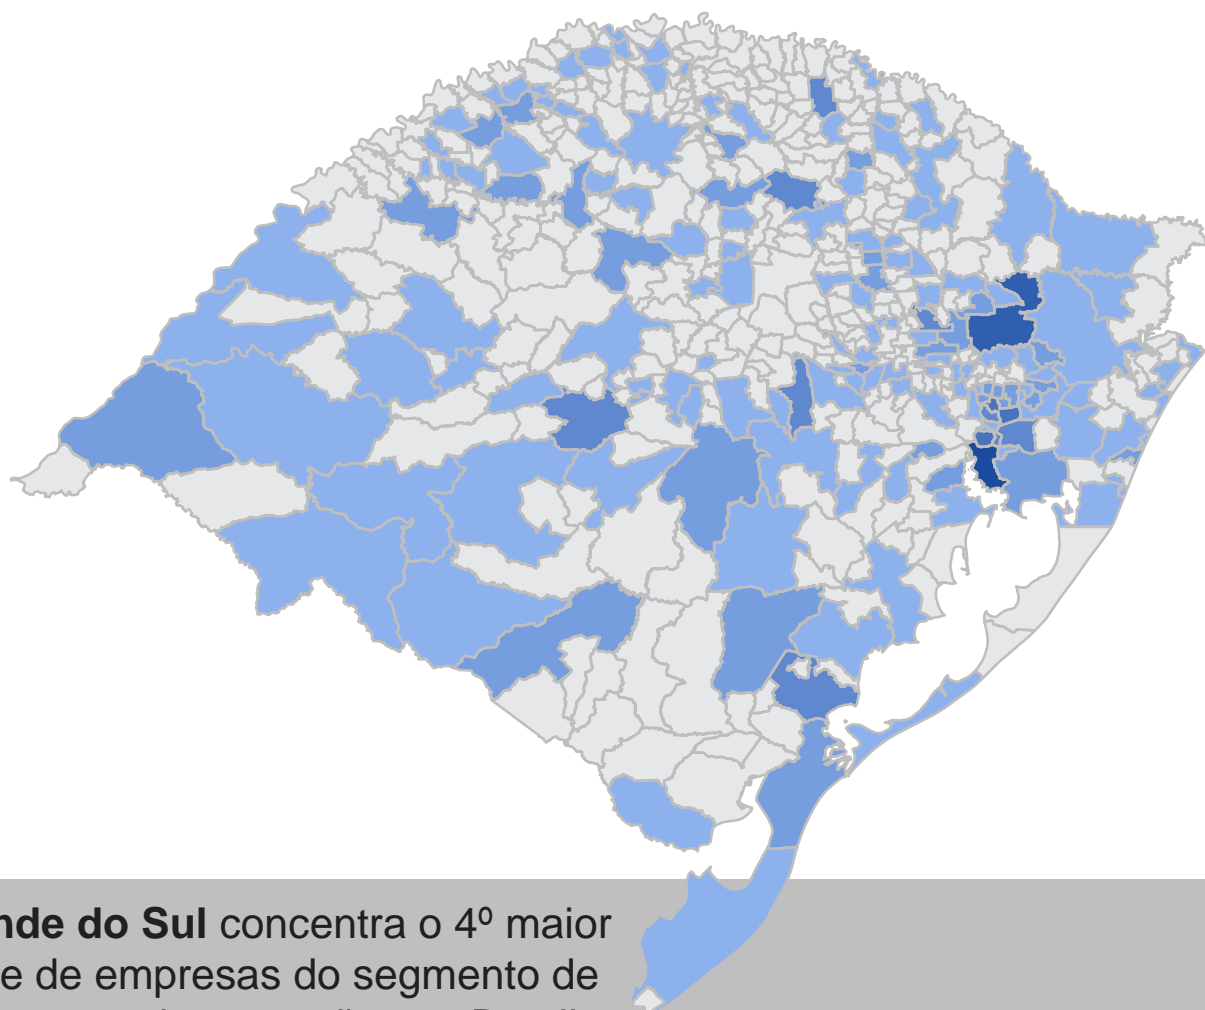 nde do Sul concentra o 4º maior
e de empresas do segmento de